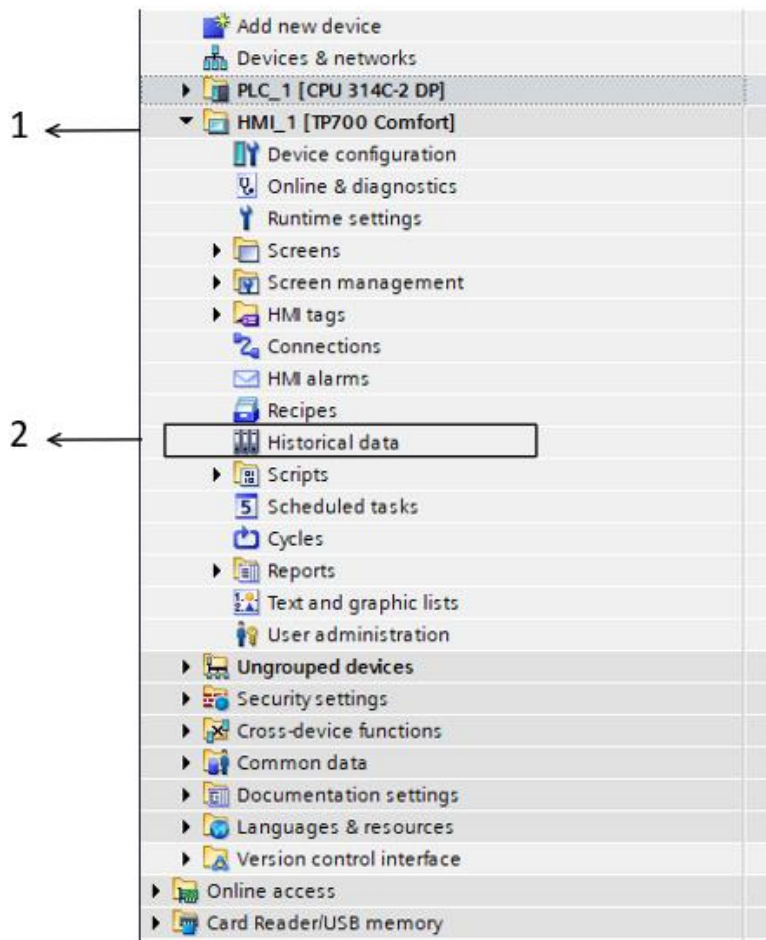 Add new device
Devices & networks
PLC_1 [CPU 314C-2 DP]
1
HMI_1 [TP700 Comfort]
Device configuration
Online & diagnostics
Runtime settings
Screens
Screen management
HMI tags
Connections
HMI alarms
Recipes
2
Historical data
Scripts
5 Scheduled tasks
Cycles
Reports
Text and graphic lists
User administration
Ungrouped devices
Security settings
Cross-device functions
Common data
Documentation settings
Languages & resources
Version control interface
Online access
Card Reader/USB memory